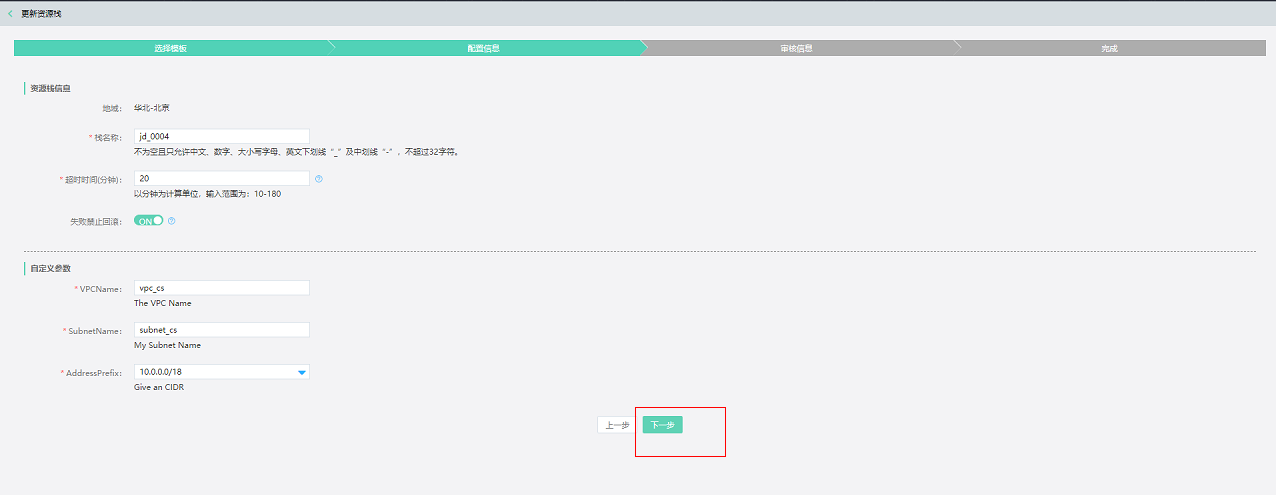 更新资源栈
选择模板 配置信息 审核信息 完成
资源栈信息
地域： 华北-北京
* 栈名称： jd_0004
不为空且只允许中文、数字、大小写字母、英文下划线“_”及中划线“-”，不超过32字符。
* 超时时间(分钟)： 20
以分钟为计算单位，输入范围为：10-180
失败禁止回滚： ON
自定义参数
* VPCName： vpc_cs
The VPC Name
* SubnetName： subnet_cs
My Subnet Name
* AddressPrefix： 10.0.0.0/18
Give an CIDR
上一步 下一步